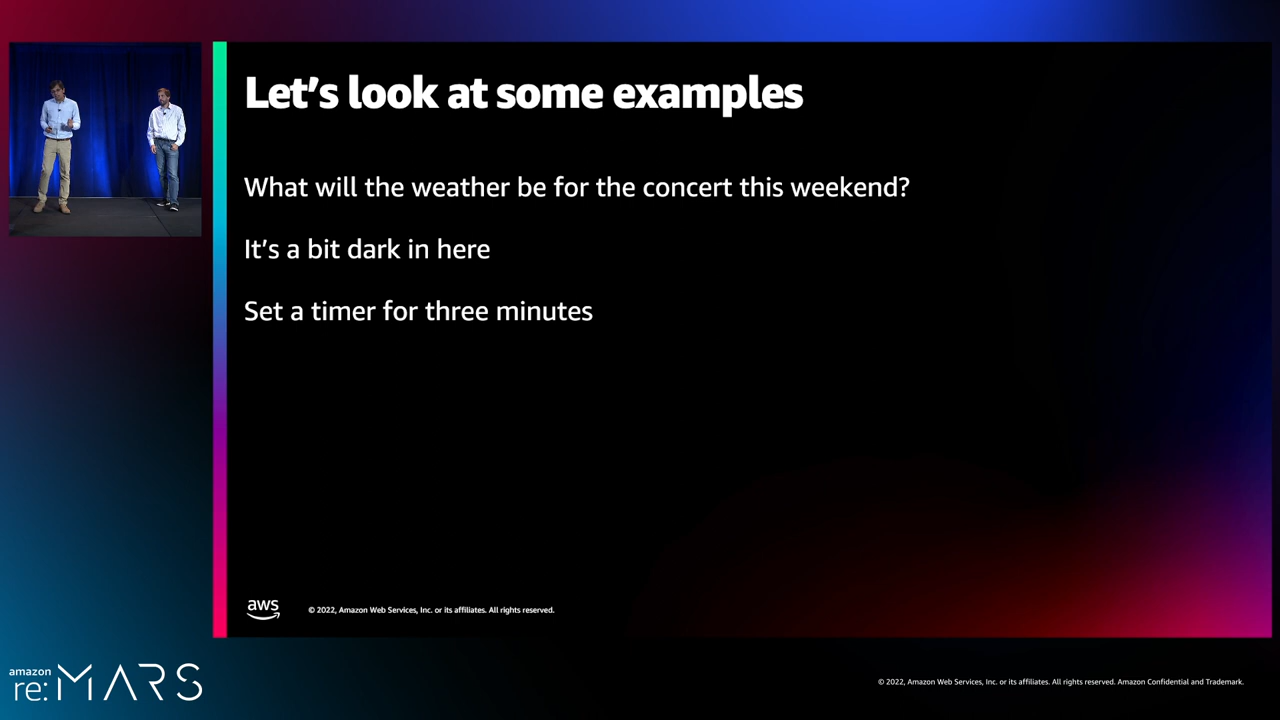 Let's look at some examples
What will the weather be for the concert this weekend?
It's a bit dark in here
Set a timer for three minutes
aws
© 2022, Amazon Web Services, Inc. or its affiliates. All rights reserved.
amazon
re:MARS
© 2022, Amazon Web Services, Inc. or its affiliates. All rights reserved. Amazon Confidential and Trademark.